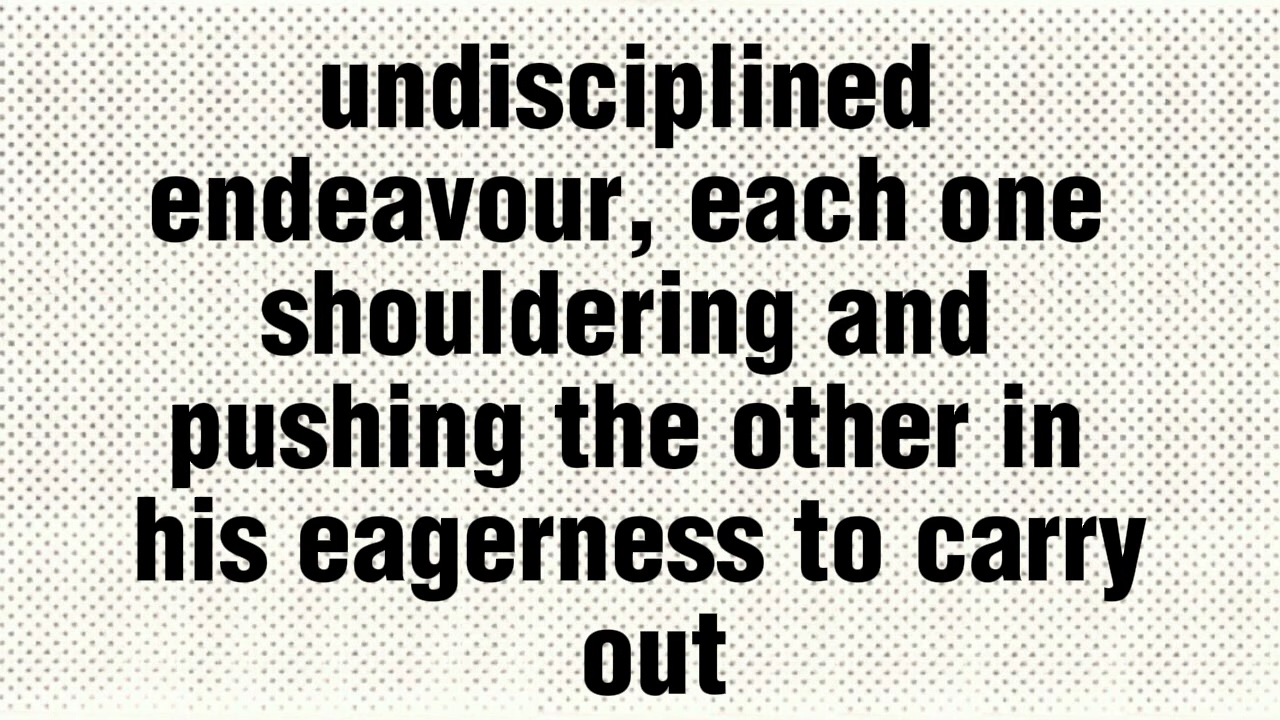 undisciplined
endeavour, each one
shouldering and
pushing the other in
his eagerness to carry
out